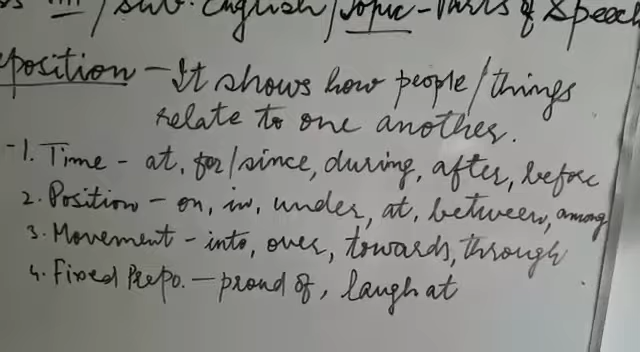 III / Sub. English / Topic - Parts of Speech
eposition - It shows how people / things
relate to one another.
- 1. Time - at, for / since, during, after, before
2. Position - on, in, under, at, between, among
3. Movement - into, over, towards, through
4. Fixed Prepo. - proud of, laugh at